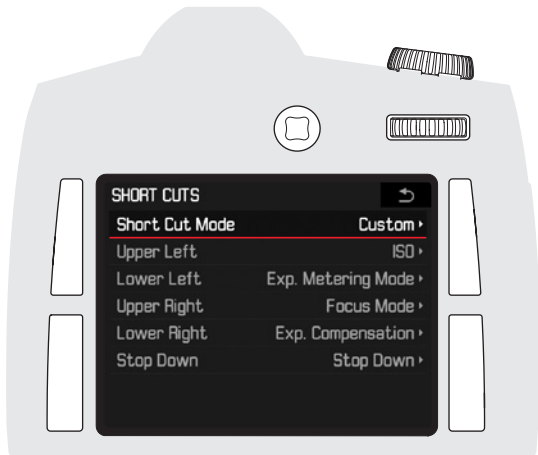 SHORT CUTS
Short Cut Mode Custom
Upper Left ISO
Lower Left Exp. Metering Mode
Upper Right Focus Mode
Lower Right Exp. Compensation
Stop Down Stop Down